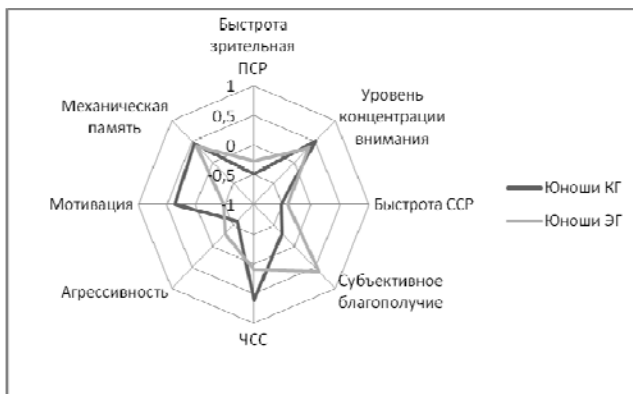 Быстрота
зрительная
ПСР
Уровень
концентрации
внимания
Быстрота ССР
Субъективное
благополучие
ЧСС
Агрессивность
Мотивация
Механическая
память
1
0,5
0
-0,5
-1
Юноши КГ
Юноши ЭГ